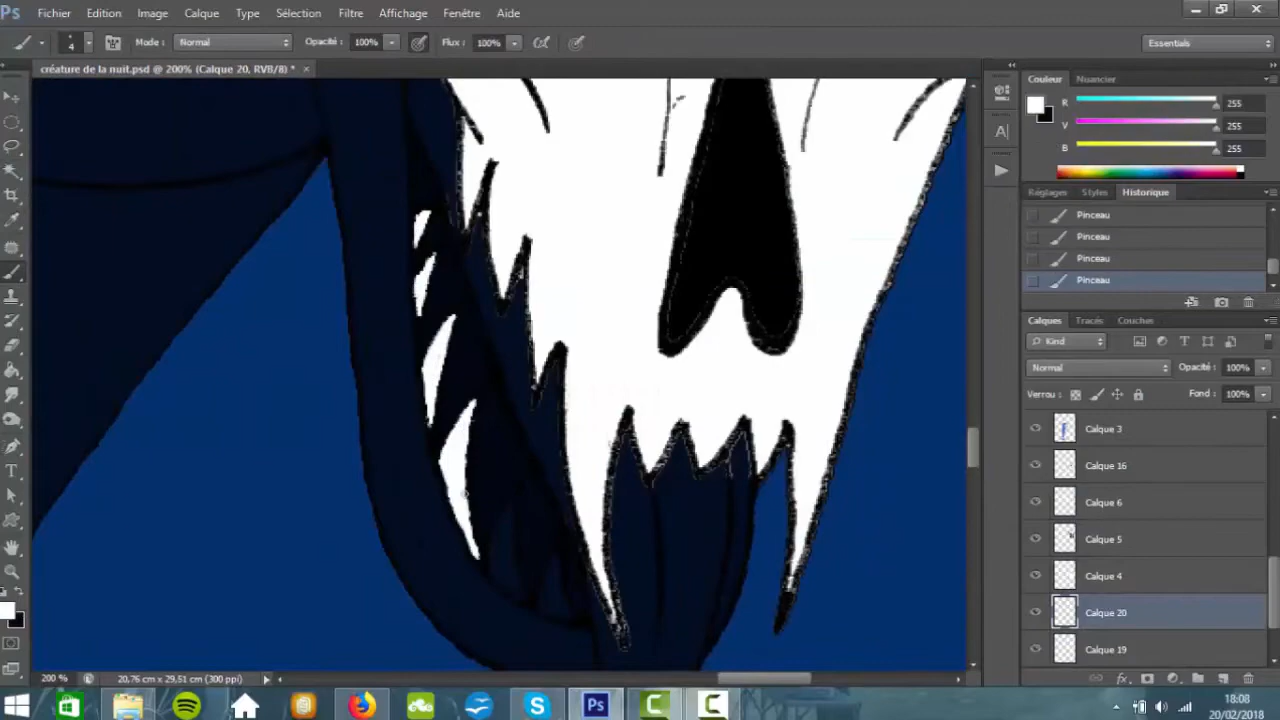 Ps Fichier Edition Image Calque Type Sélection Filtre Affichage Fenêtre Aide
4 Mode : Normal Opacité : 100% Flux : 100% Essentials
créature de la nuit.psd @ 200% (Calque 20, RVB/8) * ×
Couleur Nuancier
R 255
V 255
B 255
Réglages Styles Historique
Pinceau
Pinceau
Pinceau
Pinceau
Calques Tracés Couches
Kind
Normal Opacité : 100%
Verrou : Fond : 100%
Calque 3
Calque 16
Calque 6
Calque 5
Calque 4
Calque 20
Calque 19
200 % 20,76 cm x 29,51 cm (300 ppi)
Ps
18:08
20/02/2018